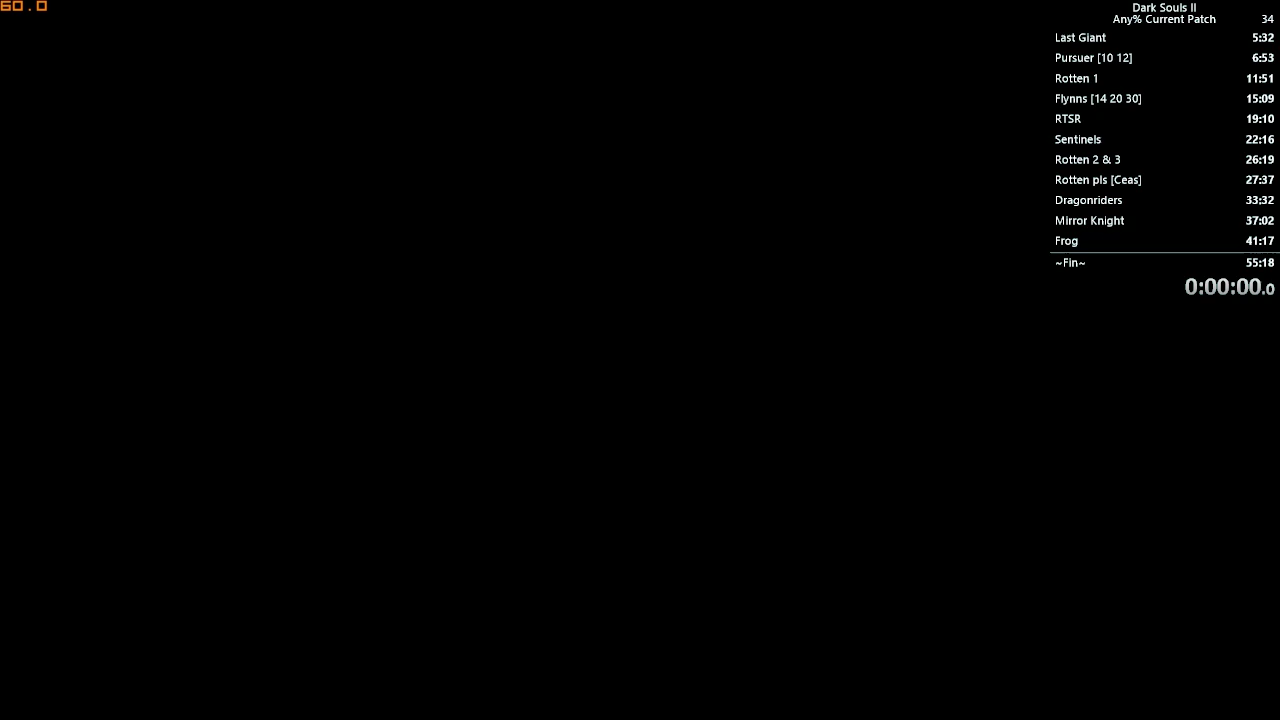 60.0
Dark Souls II
Any% Current Patch 34
Last Giant 5:32
Pursuer [10 12] 6:53
Rotten 1 11:51
Flynns [14 20 30] 15:09
RTSR 19:10
Sentinels 22:16
Rotten 2 & 3 26:19
Rotten pls [Ceas] 27:37
Dragonriders 33:32
Mirror Knight 37:02
Frog 41:17
~Fin~ 55:18
0:00:00.0